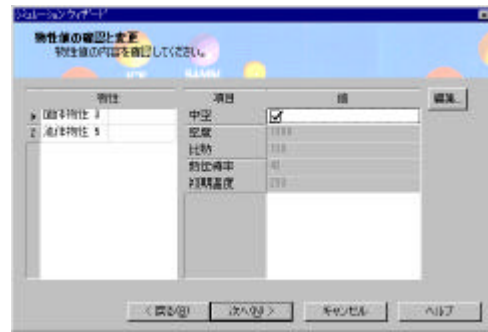 シミュレーションウィザード
物性値の確認と変更
物性値の内容を確認してください。
物性 項目 値 編集..
固体物性 3 中空
2 流体物性 5 密度 1000
比熱
熱伝導率
初期温度
< 戻る(B) 次へ(N) > キャンセル ヘルプ